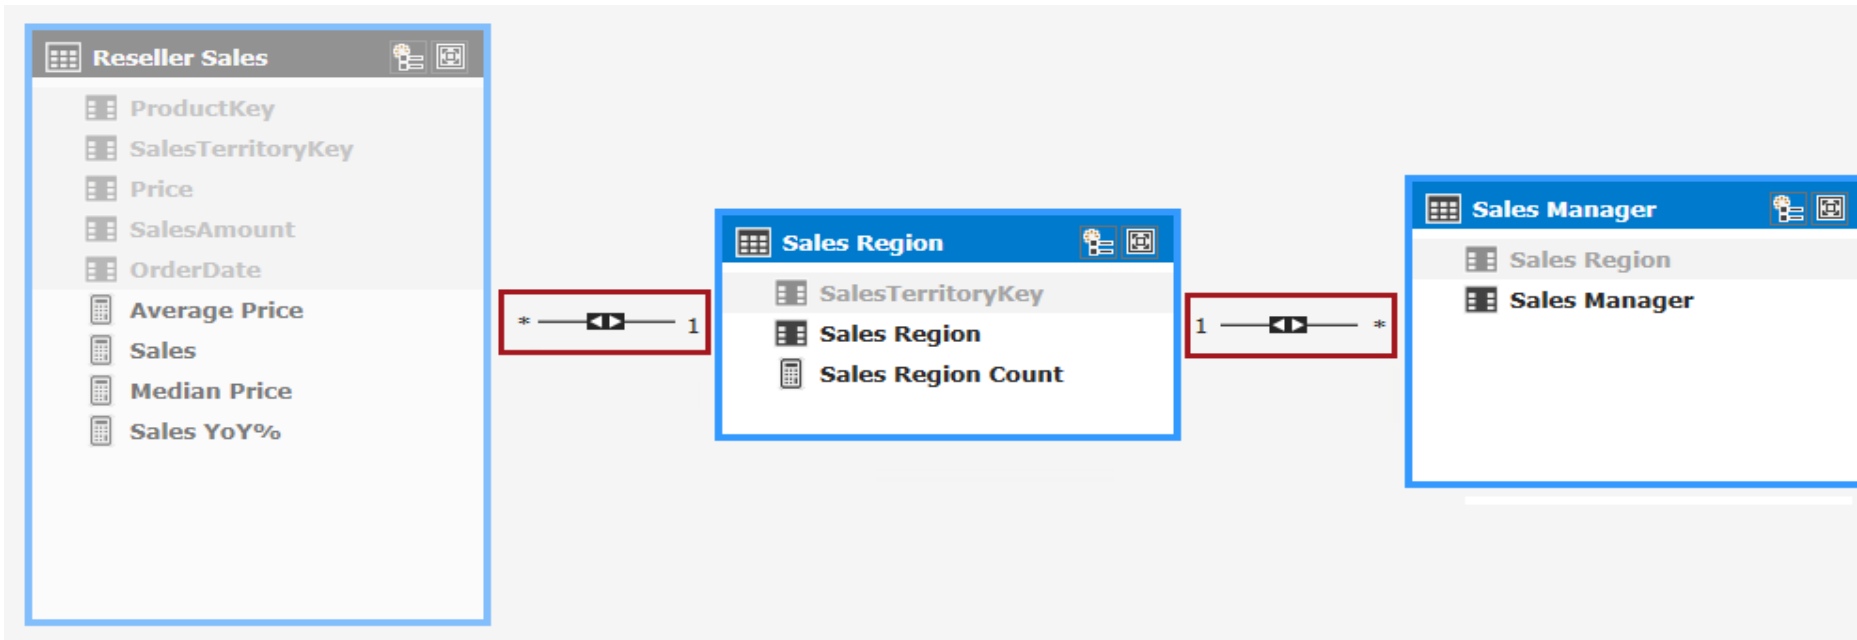 Reseller Sales
ProductKey
SalesTerritoryKey
Price
SalesAmount
OrderDate
Average Price
Sales
Median Price
Sales YoY%
* 1
Sales Region
SalesTerritoryKey
Sales Region
Sales Region Count
1 *
Sales Manager
Sales Region
Sales Manager